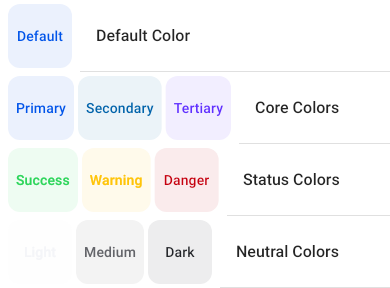 Default Default Color
Primary Secondary Tertiary Core Colors
Success Warning Danger Status Colors
Light Medium Dark Neutral Colors